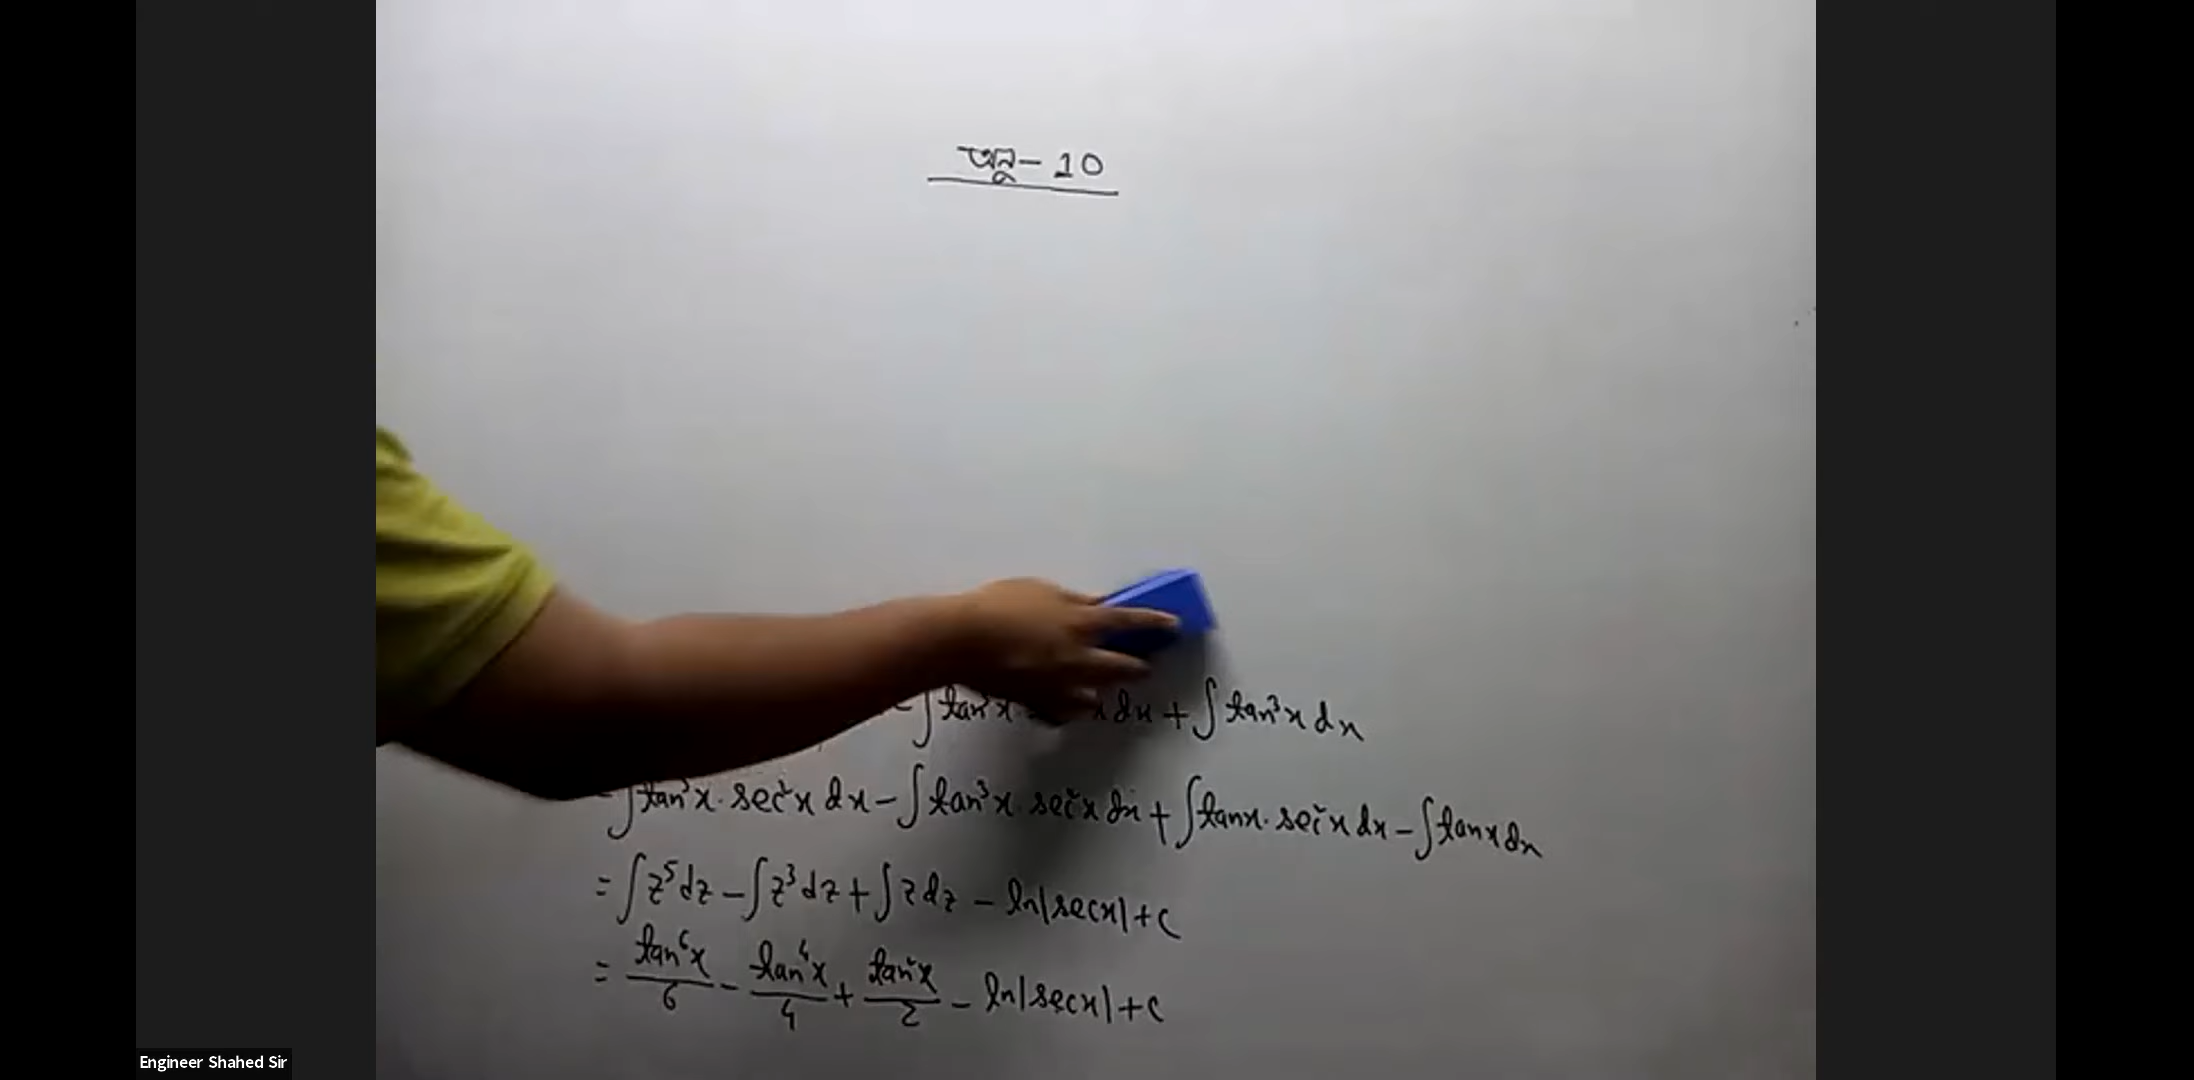 অনু- 10
- ∫tan³x. dx + ∫tan³x dx
= ∫tan⁵x. sec²x dx - ∫tan³x. sec²x dx + ∫tanx. sec²x dx - ∫tanx dx
= ∫z⁵dz - ∫z³dz + ∫z dz - ln|secx| + c
= tan⁶x/6 - tan⁴x/4 + tan²x/2 - ln|secx| + c
Engineer Shahed Sir